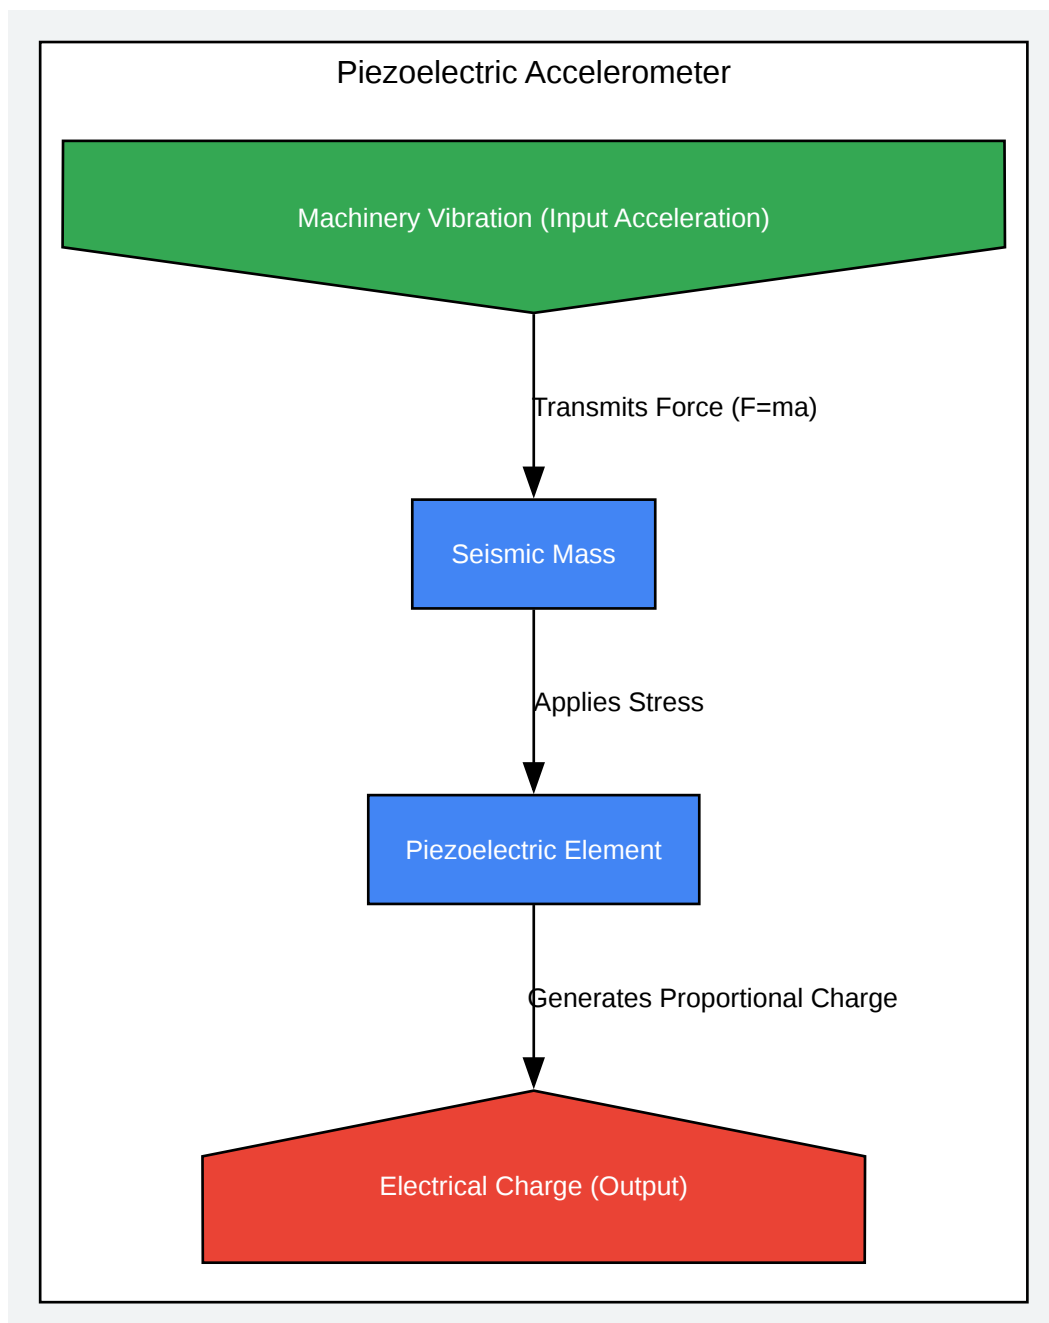 Piezoelectric Accelerometer
Machinery Vibration (Input Acceleration)
Transmits Force (F=ma)
Seismic Mass
Applies Stress
Piezoelectric Element
Generates Proportional Charge
Electrical Charge (Output)